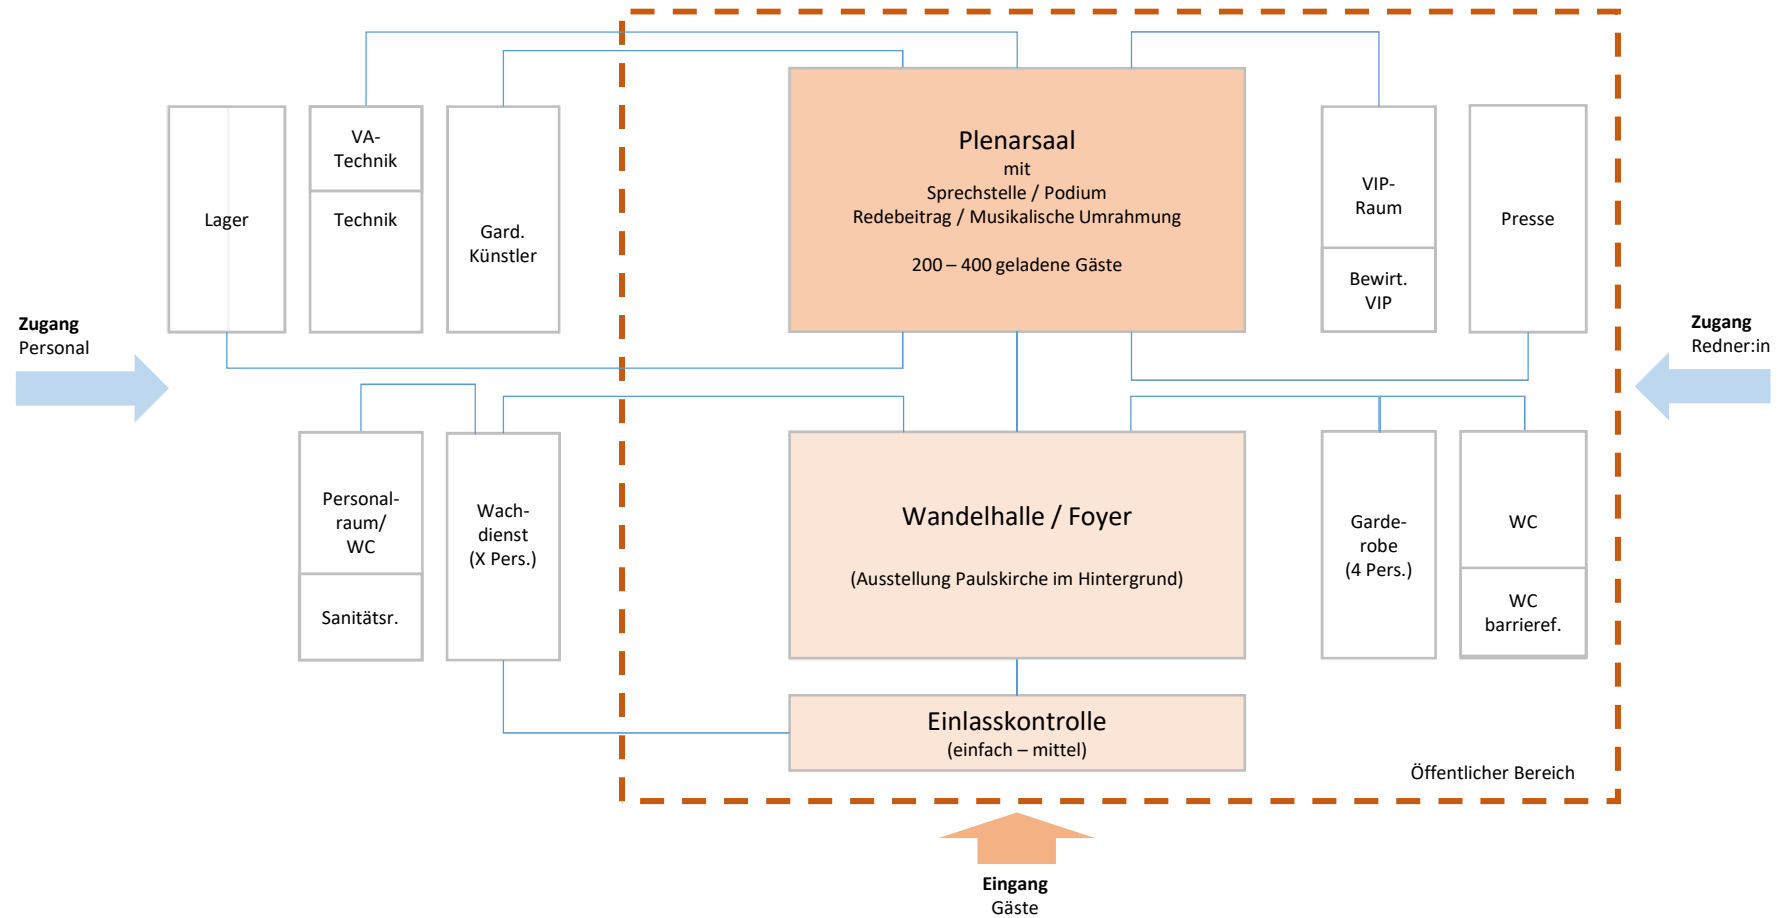 VA-
Technik
Technik
Lager
Gard.
Künstler
Plenarsaal
mit
Sprechstelle / Podium
Redebeitrag / Musikalische Umrahmung
200 – 400 geladene Gäste
VIP-
Raum
Bewirt.
VIP
Presse
Zugang
Personal
Zugang
Redner:in
Personal-
raum/
WC
Sanitätsr.
Wach-
dienst
(X Pers.)
Wandelhalle / Foyer
(Ausstellung Paulskirche im Hintergrund)
Garde-
robe
(4 Pers.)
WC
WC
barrieref.
Einlasskontrolle
(einfach – mittel)
Öffentlicher Bereich
Eingang
Gäste